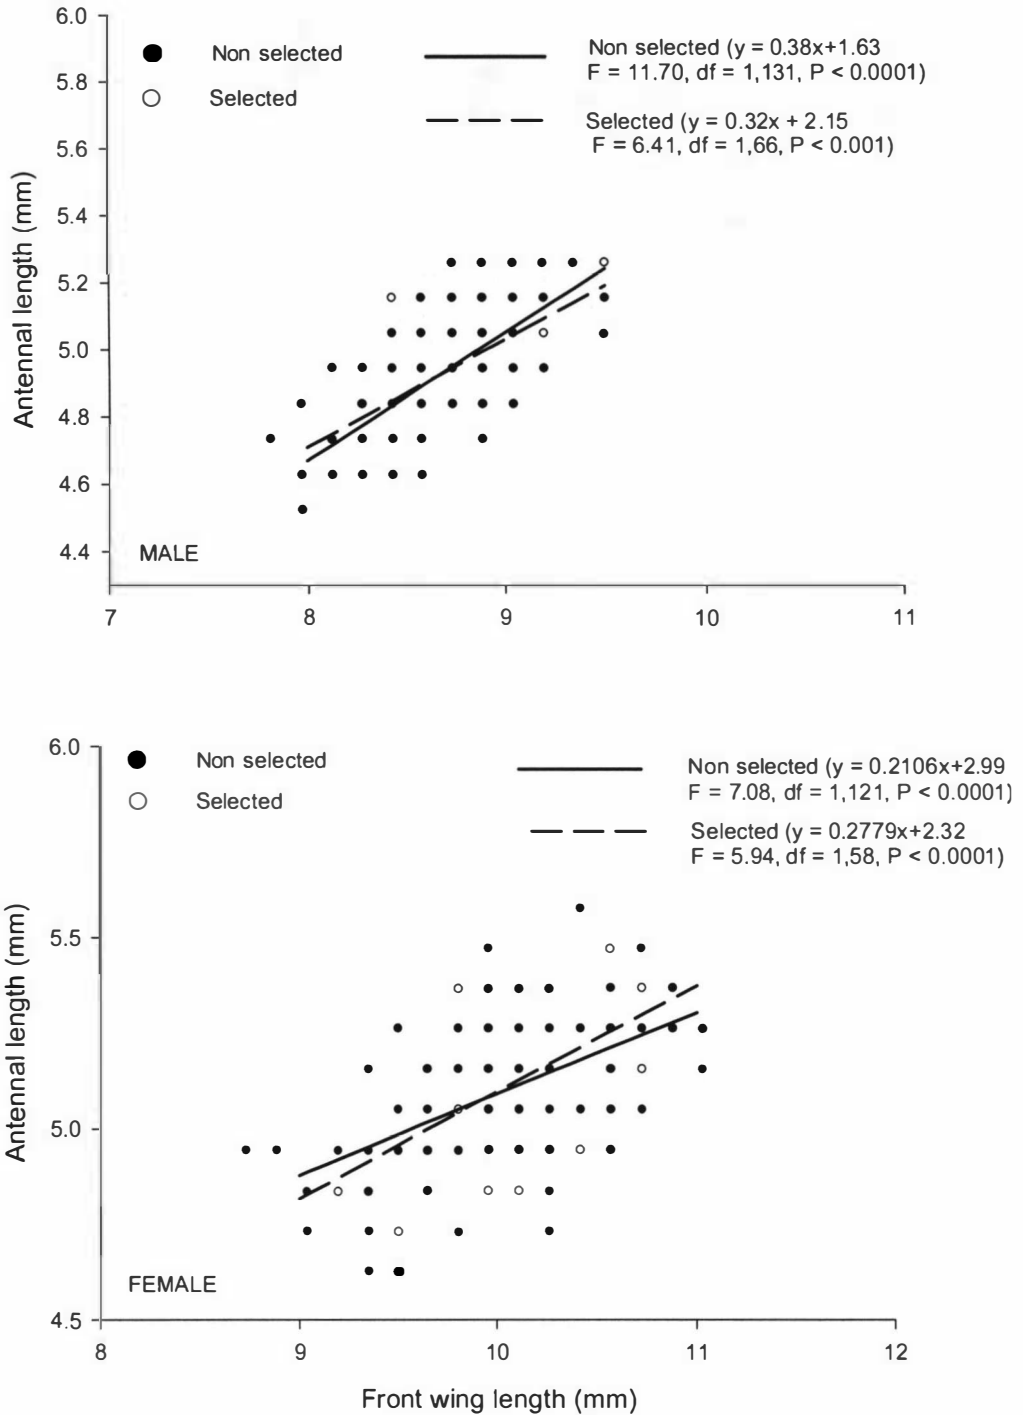 6.0
5.8
5.6
5.4
5.2
5.0
4.8
4.6
4.4
Antennal length (mm)
Non selected
Selected
Non selected (y = 0.38x+1.63
F = 11.70, df = 1,131, P < 0.0001)
Selected (y = 0.32x + 2.15
F = 6.41, df = 1,66, P < 0.001)
MALE
7 8 9 10 11
6.0
5.5
5.0
4.5
Antennal length (mm)
Non selected
Selected
Non selected (y = 0.2106x+2.99
F = 7.08, df = 1,121, P < 0.0001)
Selected (y = 0.2779x+2.32
F = 5.94, df = 1,58, P < 0.0001)
FEMALE
8 9 10 11 12
Front wing length (mm)